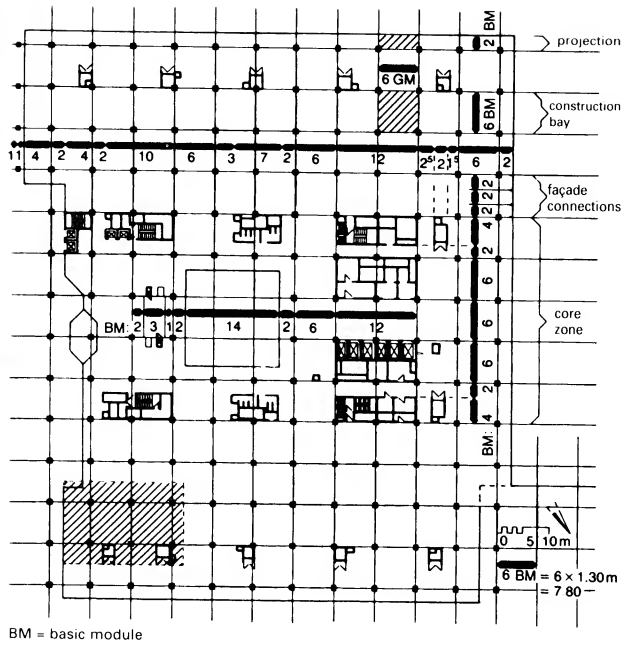 2 BM
projection
6 GM
6 BM
construction
bay
11 4 2 4 2 10 6 3 7 2 6 12 2⁵ 2 1⁵ 6 2
2
2
2
façade
connections
4
2
6
6
6
2
4
BM:
core
zone
BM: 2 3 1 2 14 2 6 12
0 5 10 m
6 BM = 6 × 1.30 m
= 7 80
BM = basic module